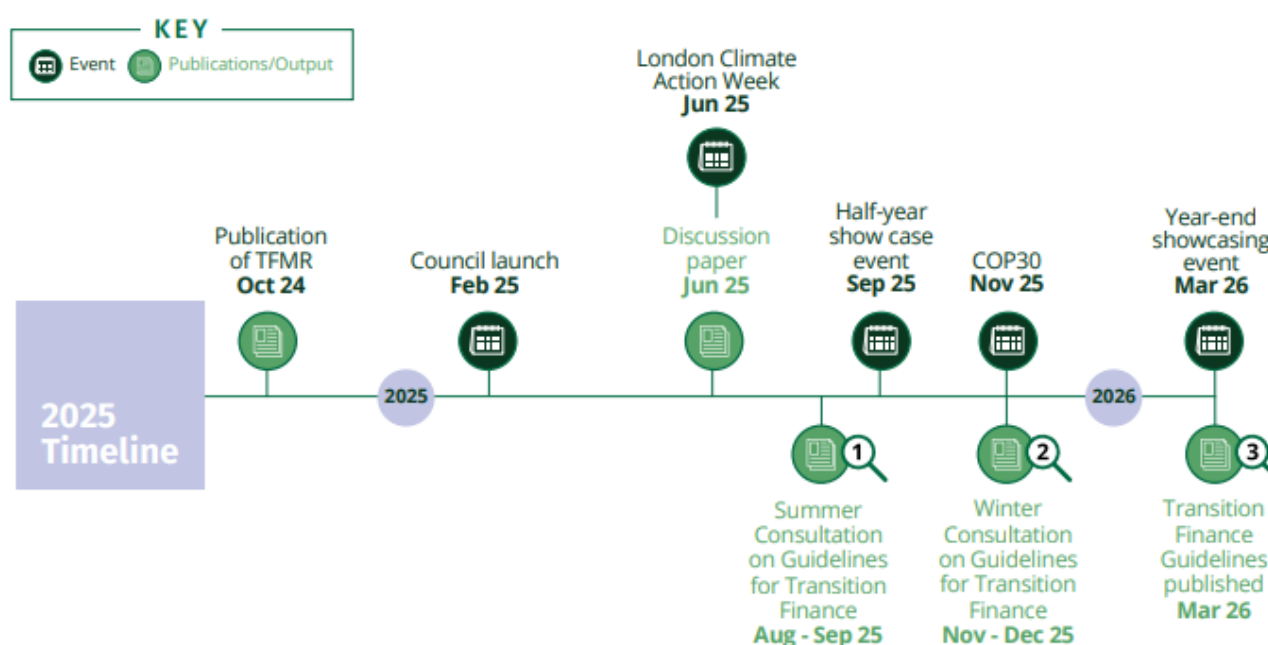 KEY
Event
Publications/Output
London Climate
Action Week
Jun 25
Publication
of TFMR
Oct 24
Council launch
Feb 25
Discussion
paper
Jun 25
Half-year
show case
event
Sep 25
COP30
Nov 25
Year-end
showcasing
event
Mar 26
2025
Timeline
2025
2026
1
Summer
Consultation
on Guidelines
for Transition
Finance
Aug - Sep 25
2
Winter
Consultation
on Guidelines
for Transition
Finance
Nov - Dec 25
3
Transition
Finance
Guidelines
published
Mar 26